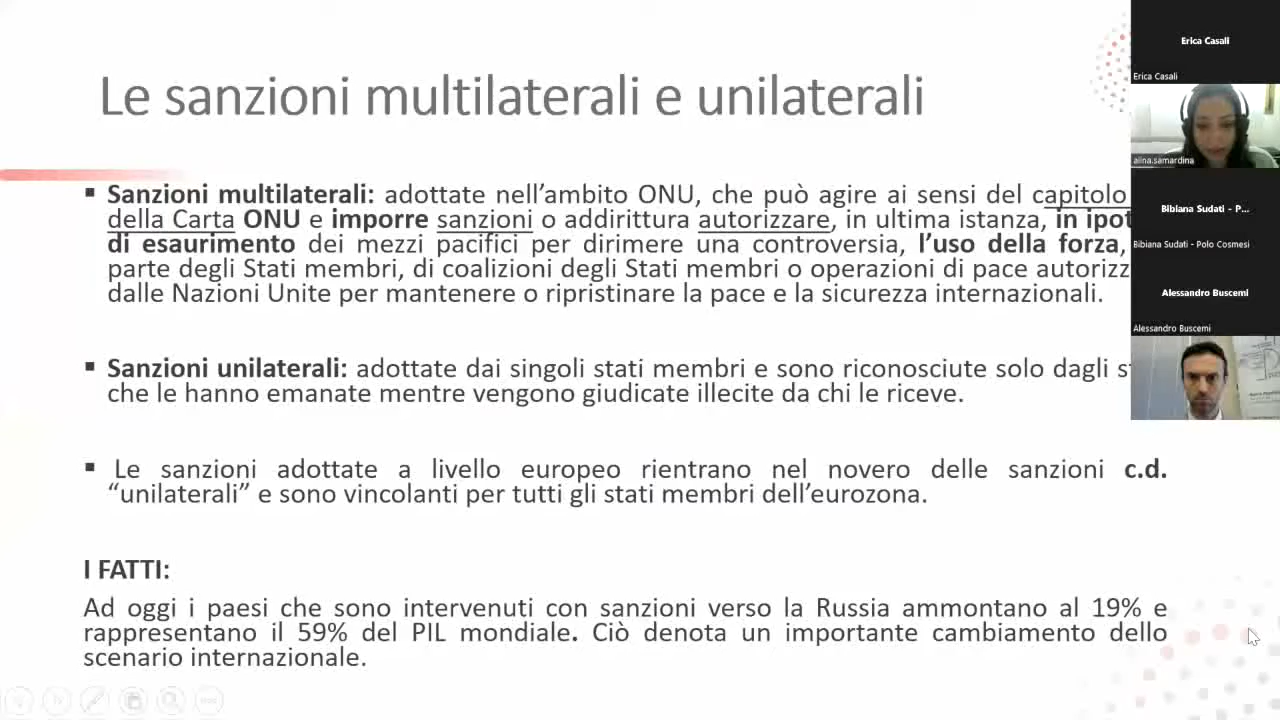 Le sanzioni multilaterali e unilaterali
▪ Sanzioni multilaterali: adottate nell’ambito ONU, che può agire ai sensi del capitolo
della Carta ONU e imporre sanzioni o addirittura autorizzare, in ultima istanza, in
di esaurimento dei mezzi pacifici per dirimere una controversia, l’uso della forza,
parte degli Stati membri, di coalizioni degli Stati membri o operazioni di pace
dalle Nazioni Unite per mantenere o ripristinare la pace e la sicurezza internazionali.
▪ Sanzioni unilaterali: adottate dai singoli stati membri e sono riconosciute solo dagli
che le hanno emanate mentre vengono giudicate illecite da chi le riceve.
▪ Le sanzioni adottate a livello europeo rientrano nel novero delle sanzioni c.d.
“unilaterali” e sono vincolanti per tutti gli stati membri dell’eurozona.
I FATTI:
Ad oggi i paesi che sono intervenuti con sanzioni verso la Russia ammontano al 19% e
rappresentano il 59% del PIL mondiale. Ciò denota un importante cambiamento dello
scenario internazionale.
Erica Casali
Erica Casali
alina.samardina
Bibiana Sudati - P...
Bibiana Sudati - Polo Cosmesi
Alessandro Buscemi
Alessandro Buscemi